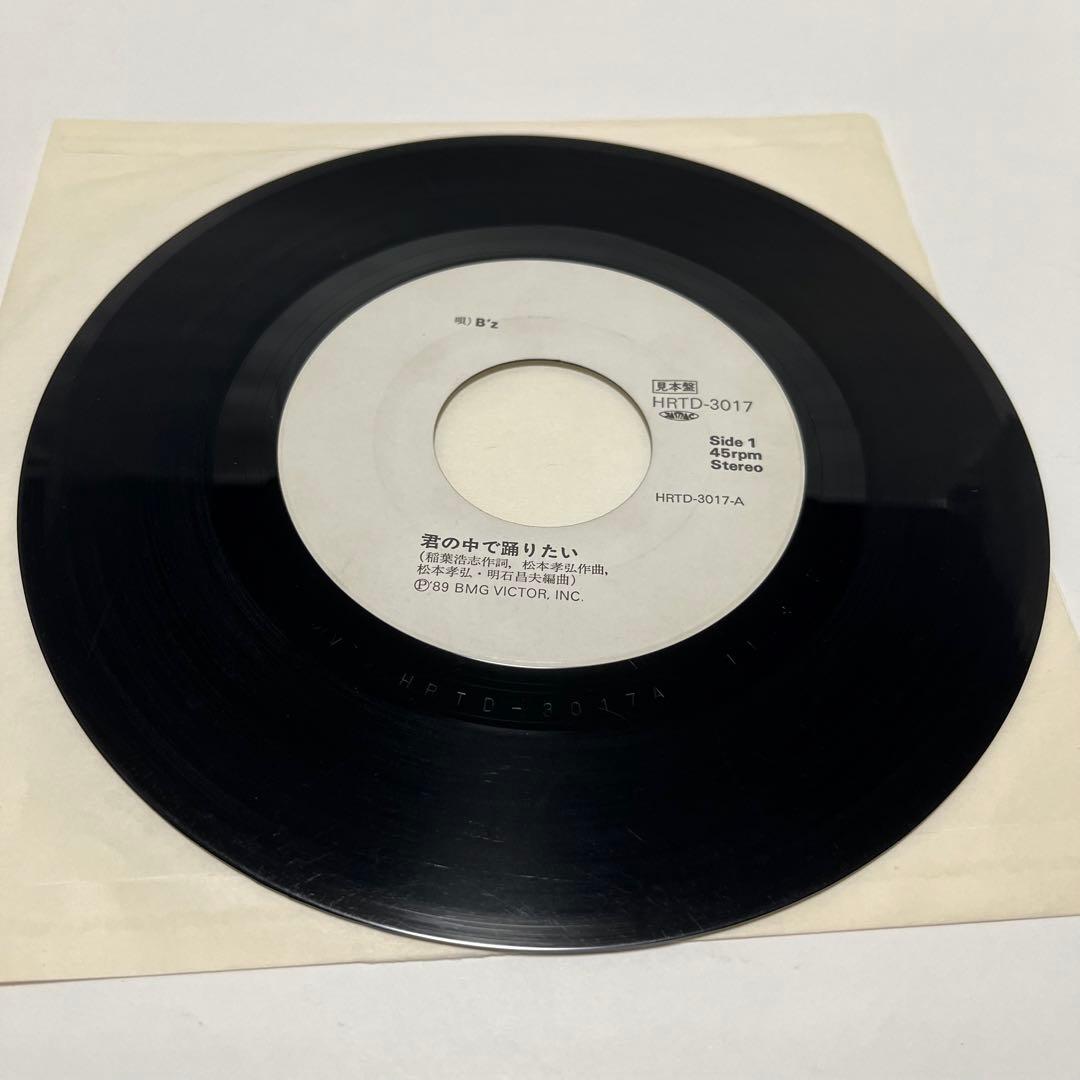 唄) B'z
見本盤
HRTD-3017
Side 1
45rpm
Stereo
HRTD-3017-A
君の中で踊りたい
(稲葉浩志作詞, 松本孝弘作曲,
松本孝弘・明石昌夫編曲)
Ⓟ'89 BMG VICTOR, INC.
HRTD-3017A